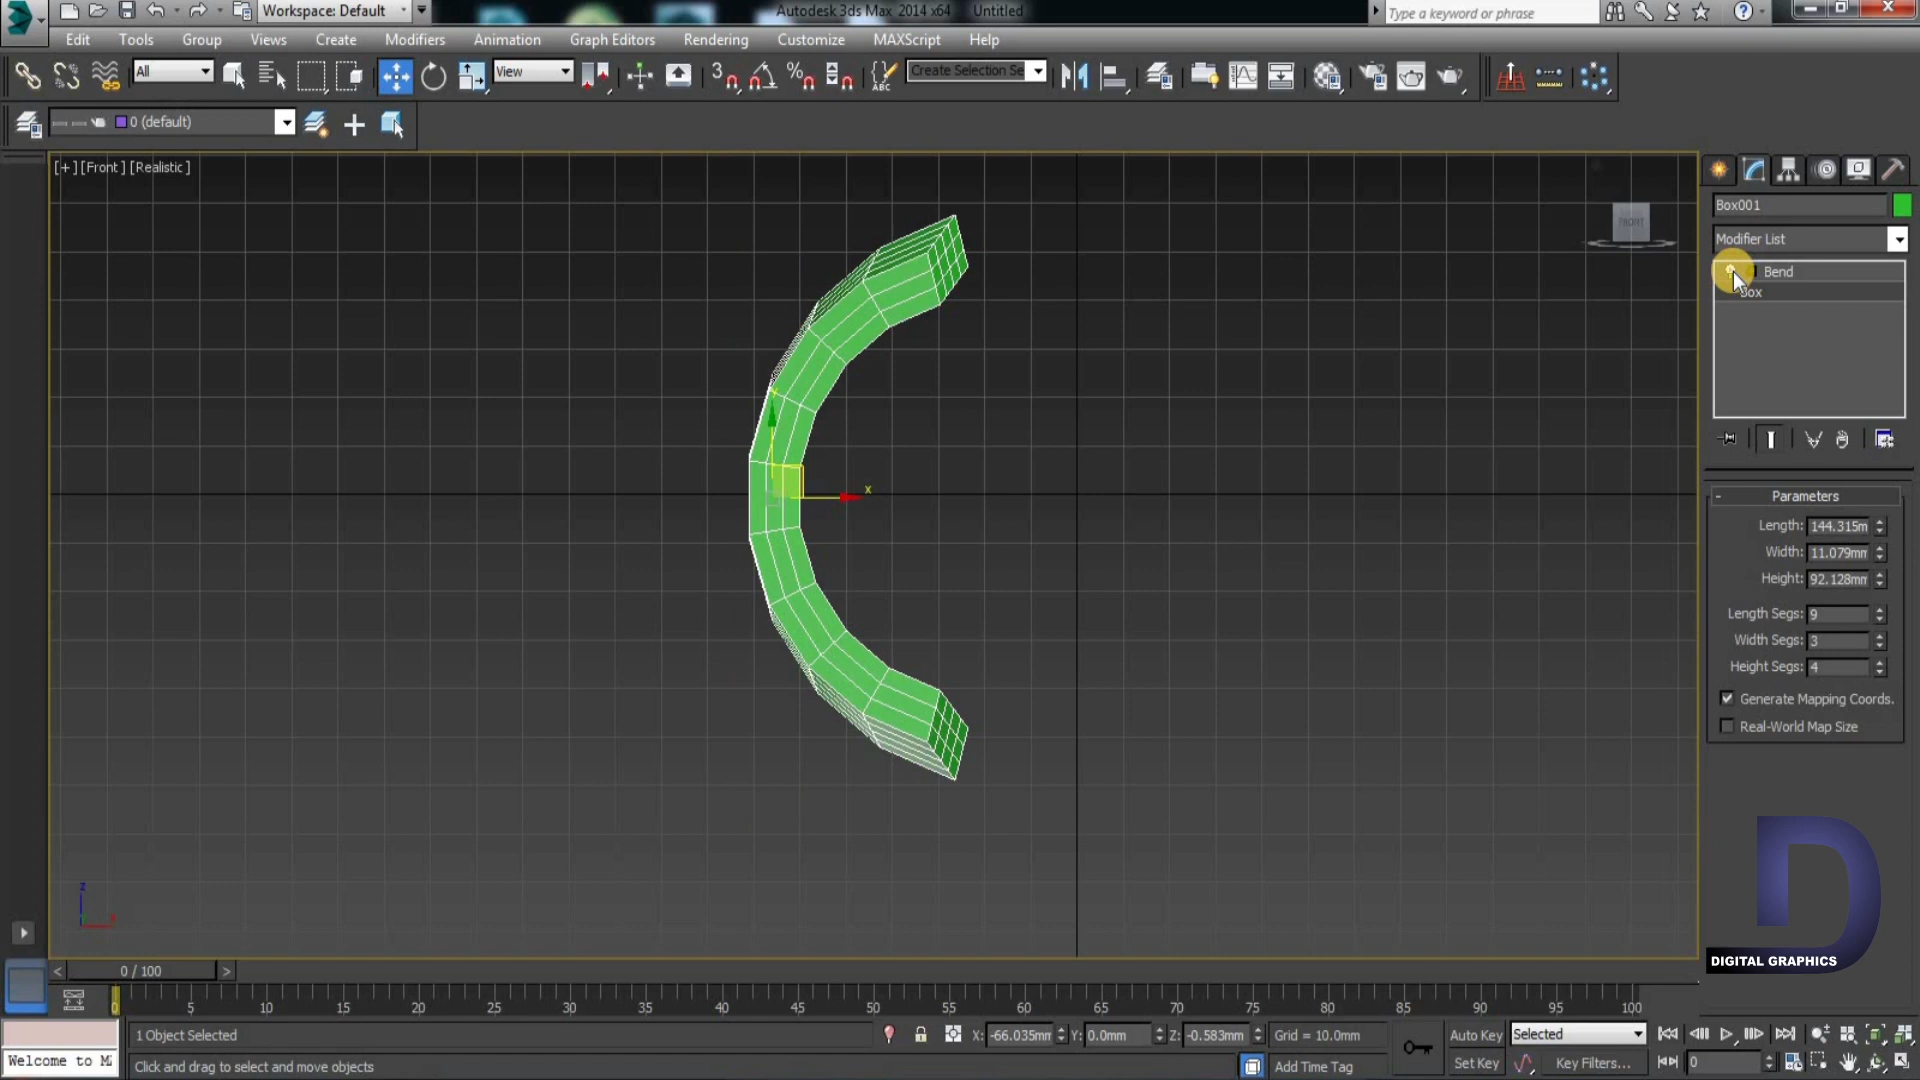 Workspace: Default
Autodesk 3ds Max 2014 x64 Untitled
Type a keyword or phrase
Edit Tools Group Views Create Modifiers Animation Graph Editors Rendering Customize MAXScript Help
All
View
3
%
ABC
Create Selection Se
0 (default)
[+] [Front] [Realistic]
FRONT
Box001
Modifier List
Bend
Box
Parameters
Length: 144.315m
Width: 11.079mm
Height: 92.128mm
Length Segs: 9
Width Segs: 3
Height Segs: 4
Generate Mapping Coords.
Real-World Map Size
y
x
z
x
D
DIGITAL GRAPHICS
< 0 / 100 >
0 5 10 15 20 25 30 35 40 45 50 55 60 65 70 75 80 85 90 95 100
1 Object Selected
X: -66.035mm Y: 0.0mm Z: -0.583mm Grid = 10.0mm
Auto Key Selected
Welcome to
Click and drag to select and move objects
Add Time Tag
Set Key Key Filters...
0